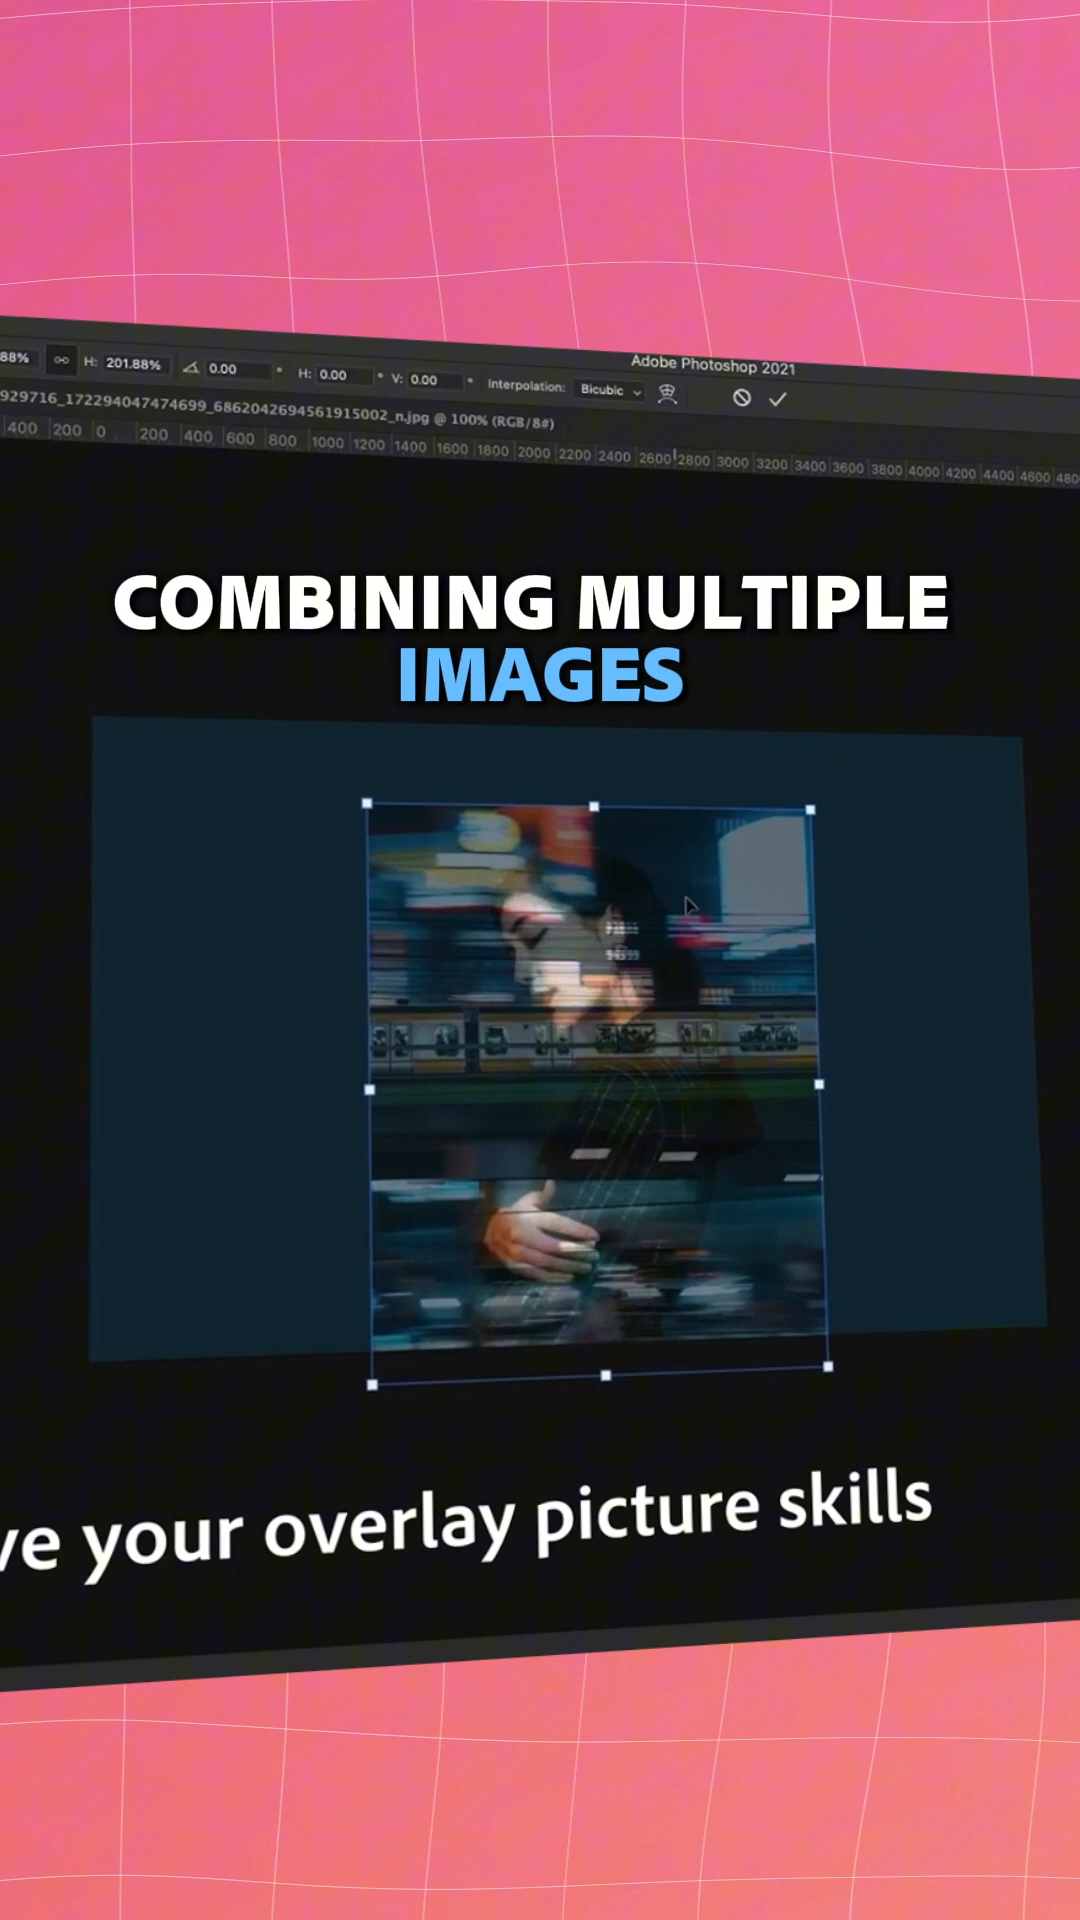 Adobe Photoshop 2021
88% H: 201.88% 0.00 ° H: 0.00 ° V: 0.00 ° Interpolation: Bicubic
929716_172294047474699_6862042694561915002_n.jpg @ 100% (RGB/8#)
400 200 0 200 400 600 800 1000 1200 1400 1600 1800 2000 2200 2400 2600 2800 3000 3200 3400 3600 3800 4000 4200 4400 4600 480
COMBINING MULTIPLE
IMAGES
ve your overlay picture skills